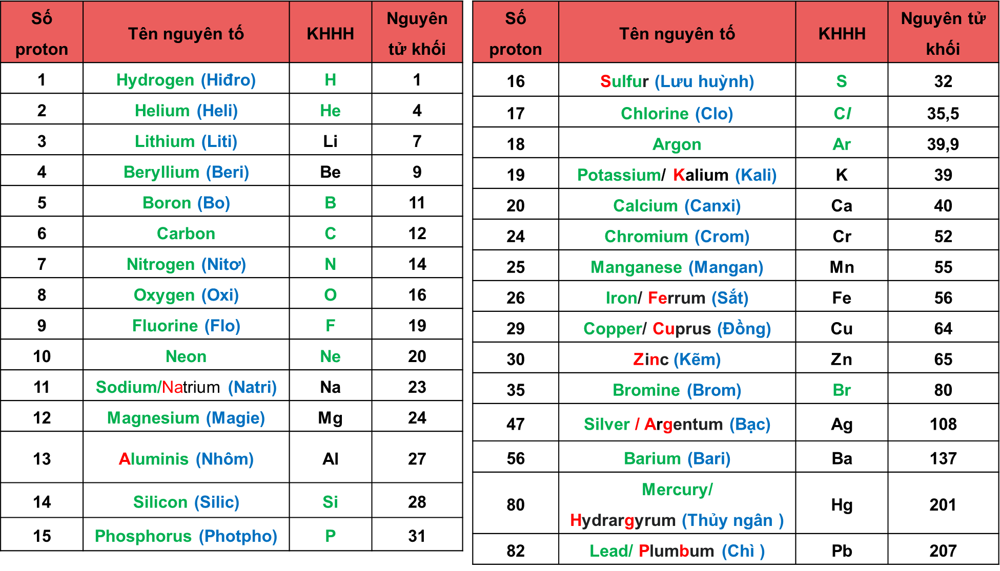 Số proton Tên nguyên tố KHHH Nguyên tử khối
1 Hydrogen (Hiđro) H 1
2 Helium (Heli) He 4
3 Lithium (Liti) Li 7
4 Beryllium (Beri) Be 9
5 Boron (Bo) B 11
6 Carbon C 12
7 Nitrogen (Nitơ) N 14
8 Oxygen (Oxi) O 16
9 Fluorine (Flo) F 19
10 Neon Ne 20
11 Sodium/Natrium (Natri) Na 23
12 Magnesium (Magie) Mg 24
13 Aluminis (Nhôm) Al 27
14 Silicon (Silic) Si 28
15 Phosphorus (Photpho) P 31
Số proton Tên nguyên tố KHHH Nguyên tử khối
16 Sulfur (Lưu huỳnh) S 32
17 Chlorine (Clo) Cl 35,5
18 Argon Ar 39,9
19 Potassium/ Kalium (Kali) K 39
20 Calcium (Canxi) Ca 40
24 Chromium (Crom) Cr 52
25 Manganese (Mangan) Mn 55
26 Iron/ Ferrum (Sắt) Fe 56
29 Copper/ Cuprus (Đồng) Cu 64
30 Zinc (Kẽm) Zn 65
35 Bromine (Brom) Br 80
47 Silver / Argentum (Bạc) Ag 108
56 Barium (Bari) Ba 137
80 Mercury/ Hydrargyrum (Thủy ngân ) Hg 201
82 Lead/ Plumbum (Chì ) Pb 207